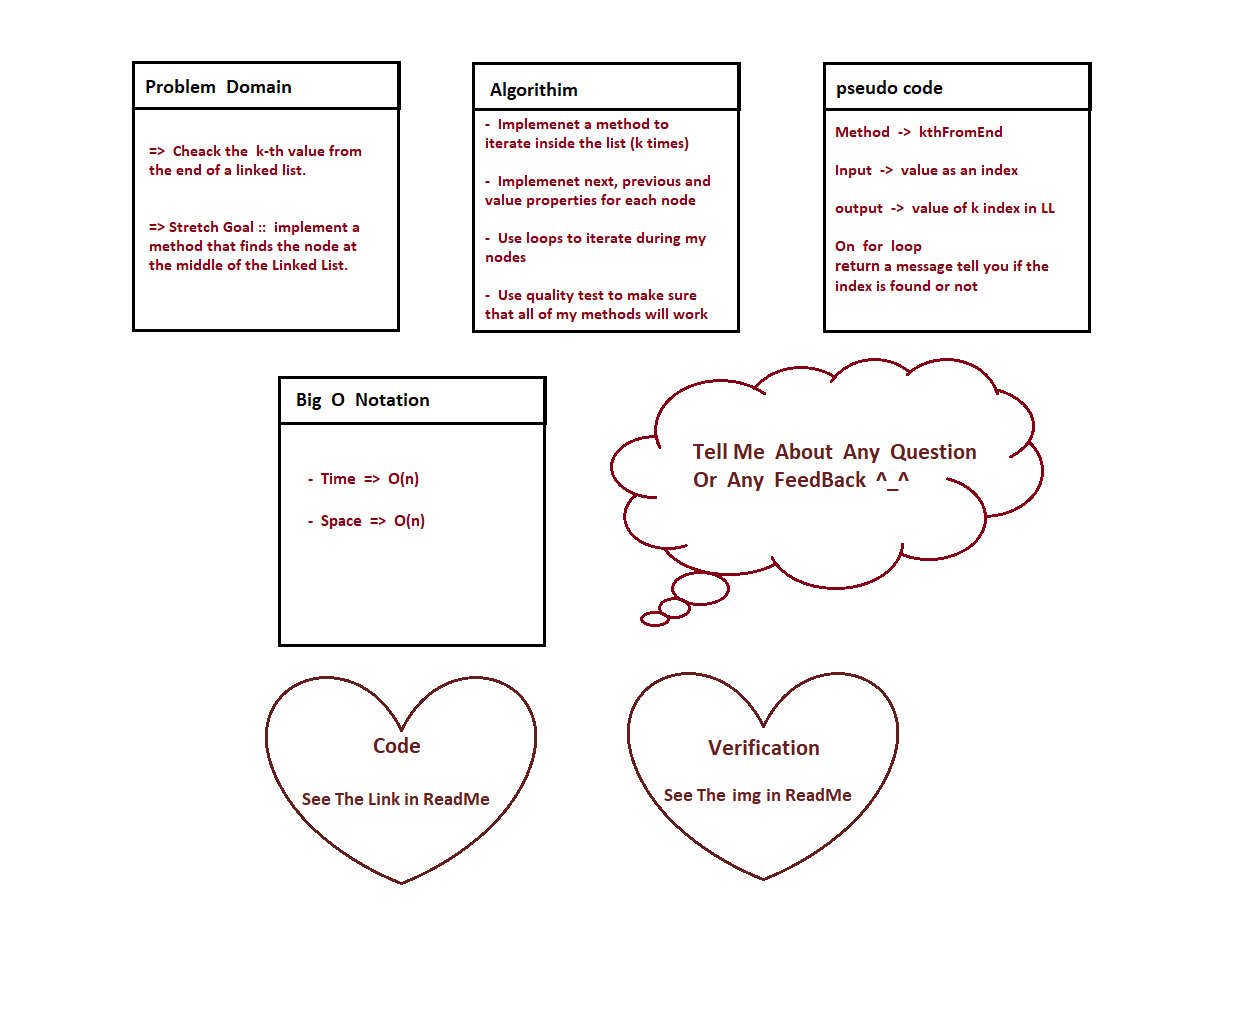 Problem  Domain
=>  Cheack the  k-th value from
the end of a linked list.
=> Stretch Goal ::  implement a
method that finds the node at
the middle of the Linked List.
Algorithim
-  Implemenet a method to
iterate inside the list (k times)
-  Implemenet next, previous and
value properties for each node
-  Use loops to iterate during my
nodes
-  Use quality test to make sure
that all of my methods will work
pseudo code
Method  ->  kthFromEnd
Input  ->  value as an index
output  ->  value of k index in LL
On  for  loop
return a message tell you if the
index is found or not
Big  O  Notation
-  Time  =>  O(n)
-  Space  =>  O(n)
Tell Me  About  Any  Question
Or  Any  FeedBack  ^_^
Code
See The Link in ReadMe
Verification
See The img in ReadMe